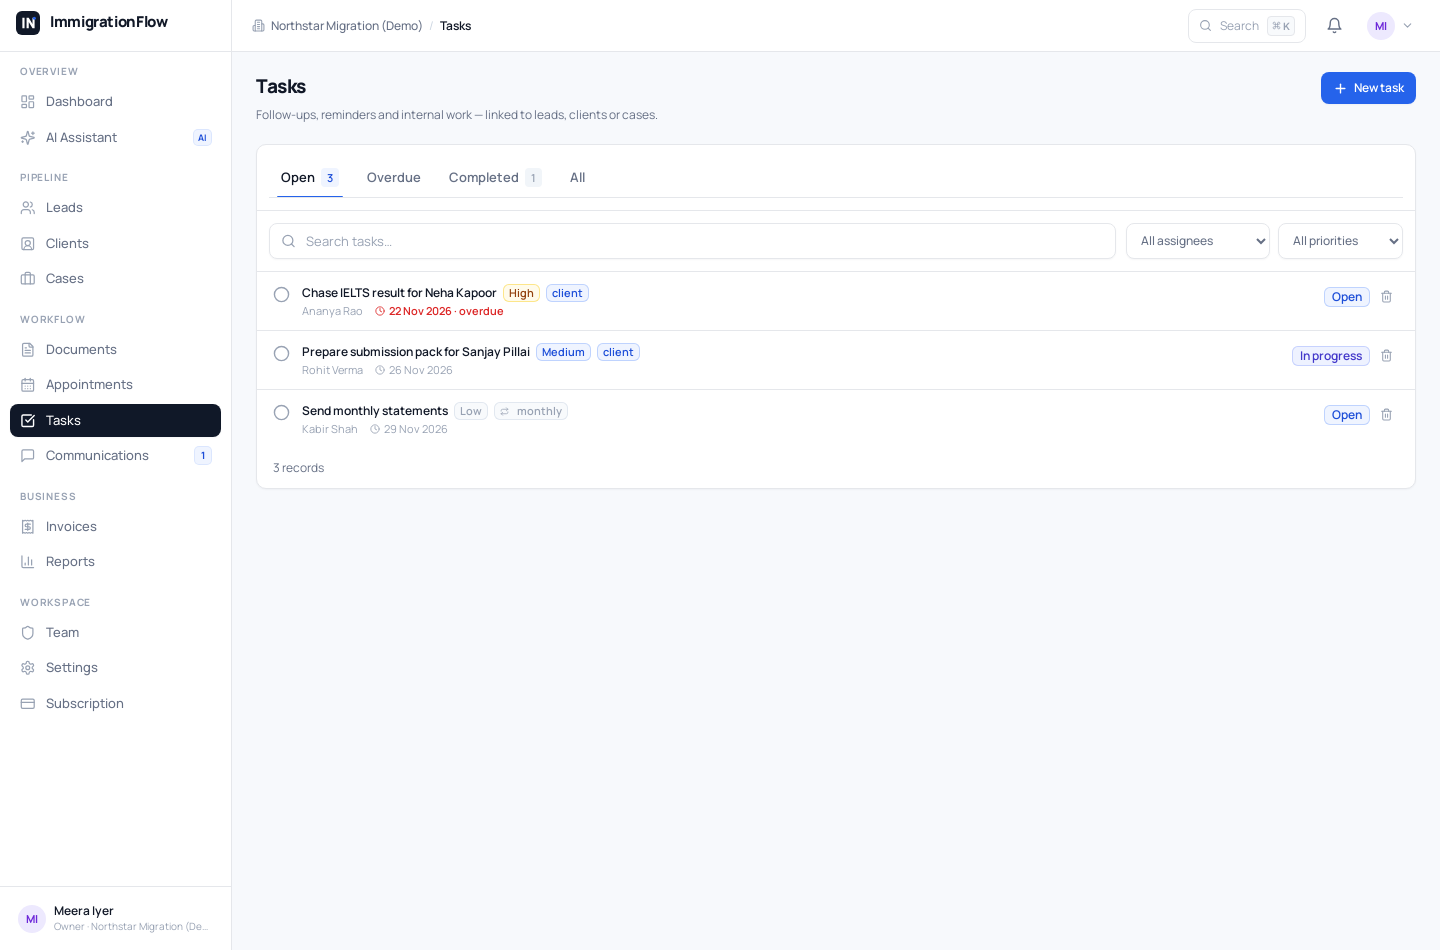 IN ImmigrationFlow
Northstar Migration (Demo) / Tasks
Search ⌘ K
MI
OVERVIEW
Dashboard
AI Assistant AI
PIPELINE
Leads
Clients
Cases
WORKFLOW
Documents
Appointments
Tasks
Communications 1
BUSINESS
Invoices
Reports
WORKSPACE
Team
Settings
Subscription
MI
Meera Iyer
Owner · Northstar Migration (De...
Tasks
New task
Follow-ups, reminders and internal work — linked to leads, clients or cases.
Open 3 Overdue Completed 1 All
Search tasks... All assignees All priorities
Chase IELTS result for Neha Kapoor High client Open
Ananya Rao 22 Nov 2026 · overdue
Prepare submission pack for Sanjay Pillai Medium client In progress
Rohit Verma 26 Nov 2026
Send monthly statements Low monthly Open
Kabir Shah 29 Nov 2026
3 records